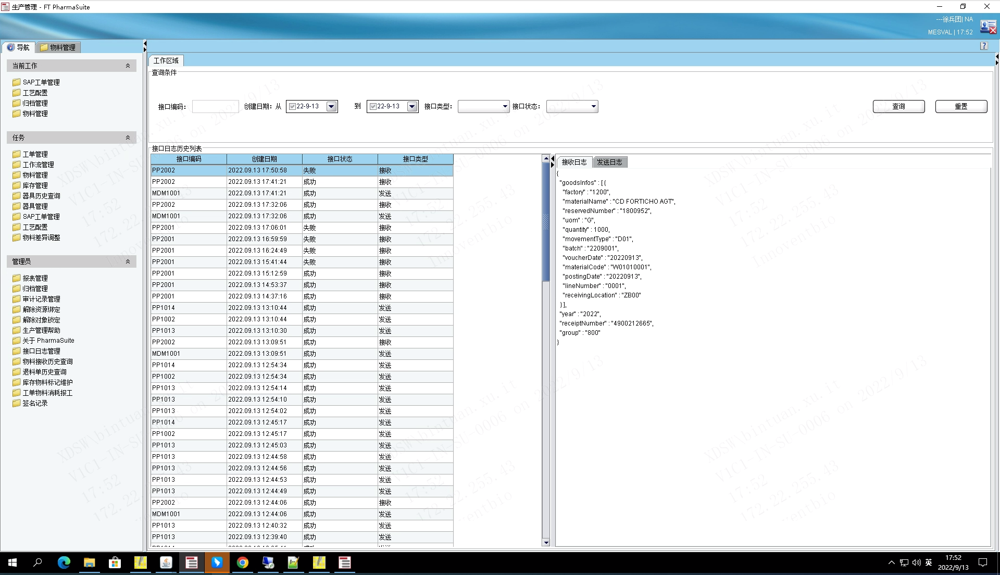 生产管理 - FT PharmaSuite
---徐兵团| NA
MESVAL | 17:52
导航
物料管理
当前工作
SAP工单管理
工艺配置
归档管理
物料管理
任务
工单管理
工作流管理
物料管理
库存管理
器具历史查询
器具管理
SAP工单管理
工艺配置
物料差异调整
管理员
报表管理
归档管理
审计记录管理
解除资源绑定
解除对象锁定
生产管理帮助
关于 PharmaSuite
接口日志管理
物料接收历史查询
退料单历史查询
库存物料标记维护
工单物料消耗报工
签名记录
工作区域
查询条件
接口编码: 创建日期: 从 22-9-13 到 22-9-13 接口类型: 接口状态: 查询 重置
接口日志历史列表
接口编码 创建日期 接口状态 接口类型
PP2002 2022.09.13 17:50:58 失败 接收
PP2002 2022.09.13 17:41:21 成功 接收
MDM1001 2022.09.13 17:41:21 成功 发送
PP2002 2022.09.13 17:32:06 成功 接收
MDM1001 2022.09.13 17:32:06 成功 发送
PP2001 2022.09.13 17:06:01 失败 接收
PP2001 2022.09.13 16:59:59 失败 接收
PP2001 2022.09.13 16:24:49 失败 接收
PP2001 2022.09.13 15:41:44 失败 接收
PP2001 2022.09.13 15:12:59 成功 接收
PP2001 2022.09.13 14:53:37 成功 接收
PP2001 2022.09.13 14:37:16 成功 接收
PP1014 2022.09.13 13:10:44 成功 发送
PP1002 2022.09.13 13:10:44 成功 发送
PP1013 2022.09.13 13:10:30 成功 发送
PP2002 2022.09.13 13:09:51 成功 接收
MDM1001 2022.09.13 13:09:51 成功 发送
PP1014 2022.09.13 12:54:34 成功 发送
PP1002 2022.09.13 12:54:34 成功 发送
PP1013 2022.09.13 12:54:14 成功 发送
PP1013 2022.09.13 12:54:10 成功 发送
PP1013 2022.09.13 12:54:02 成功 发送
PP1014 2022.09.13 12:45:17 成功 发送
PP1002 2022.09.13 12:45:17 成功 发送
PP1013 2022.09.13 12:45:03 成功 发送
PP1013 2022.09.13 12:44:58 成功 发送
PP1013 2022.09.13 12:44:56 成功 发送
PP1013 2022.09.13 12:44:53 成功 发送
PP1013 2022.09.13 12:44:49 成功 发送
PP2002 2022.09.13 12:44:06 成功 接收
MDM1001 2022.09.13 12:44:06 成功 发送
PP1013 2022.09.13 12:40:32 成功 发送
PP1013 2022.09.13 12:39:40 成功 发送
接收日志 发送日志
{
"goodsInfos" : [ {
"factory" : "1200",
"materialName" : "CD FORTICHO AGT",
"reservedNumber" : "1800952",
"uom" : "G",
"quantity" : 1000,
"movementType" : "D01",
"batch" : "2209001",
"voucherDate" : "20220913",
"materialCode" : "W01010001",
"postingDate" : "20220913",
"lineNumber" : "0001",
"receivingLocation" : "ZB00"
} ],
"year" : "2022",
"receiptNumber" : "4900212665",
"group" : "800"
}
XDSW\bintuan.xu.it
V1C1-IN-SU-0006 on 2022/9/13
17:52
172.22.255.43
Innoventbio
英
17:52
2022/9/13